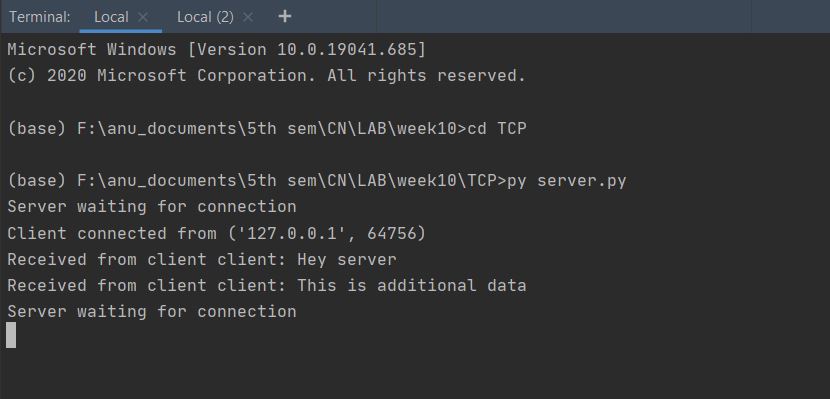 Terminal: Local × Local (2) × +
Microsoft Windows [Version 10.0.19041.685]
(c) 2020 Microsoft Corporation. All rights reserved.
(base) F:\anu_documents\5th sem\CN\LAB\week10>cd TCP
(base) F:\anu_documents\5th sem\CN\LAB\week10\TCP>py server.py
Server waiting for connection
Client connected from ('127.0.0.1', 64756)
Received from client client: Hey server
Received from client client: This is additional data
Server waiting for connection